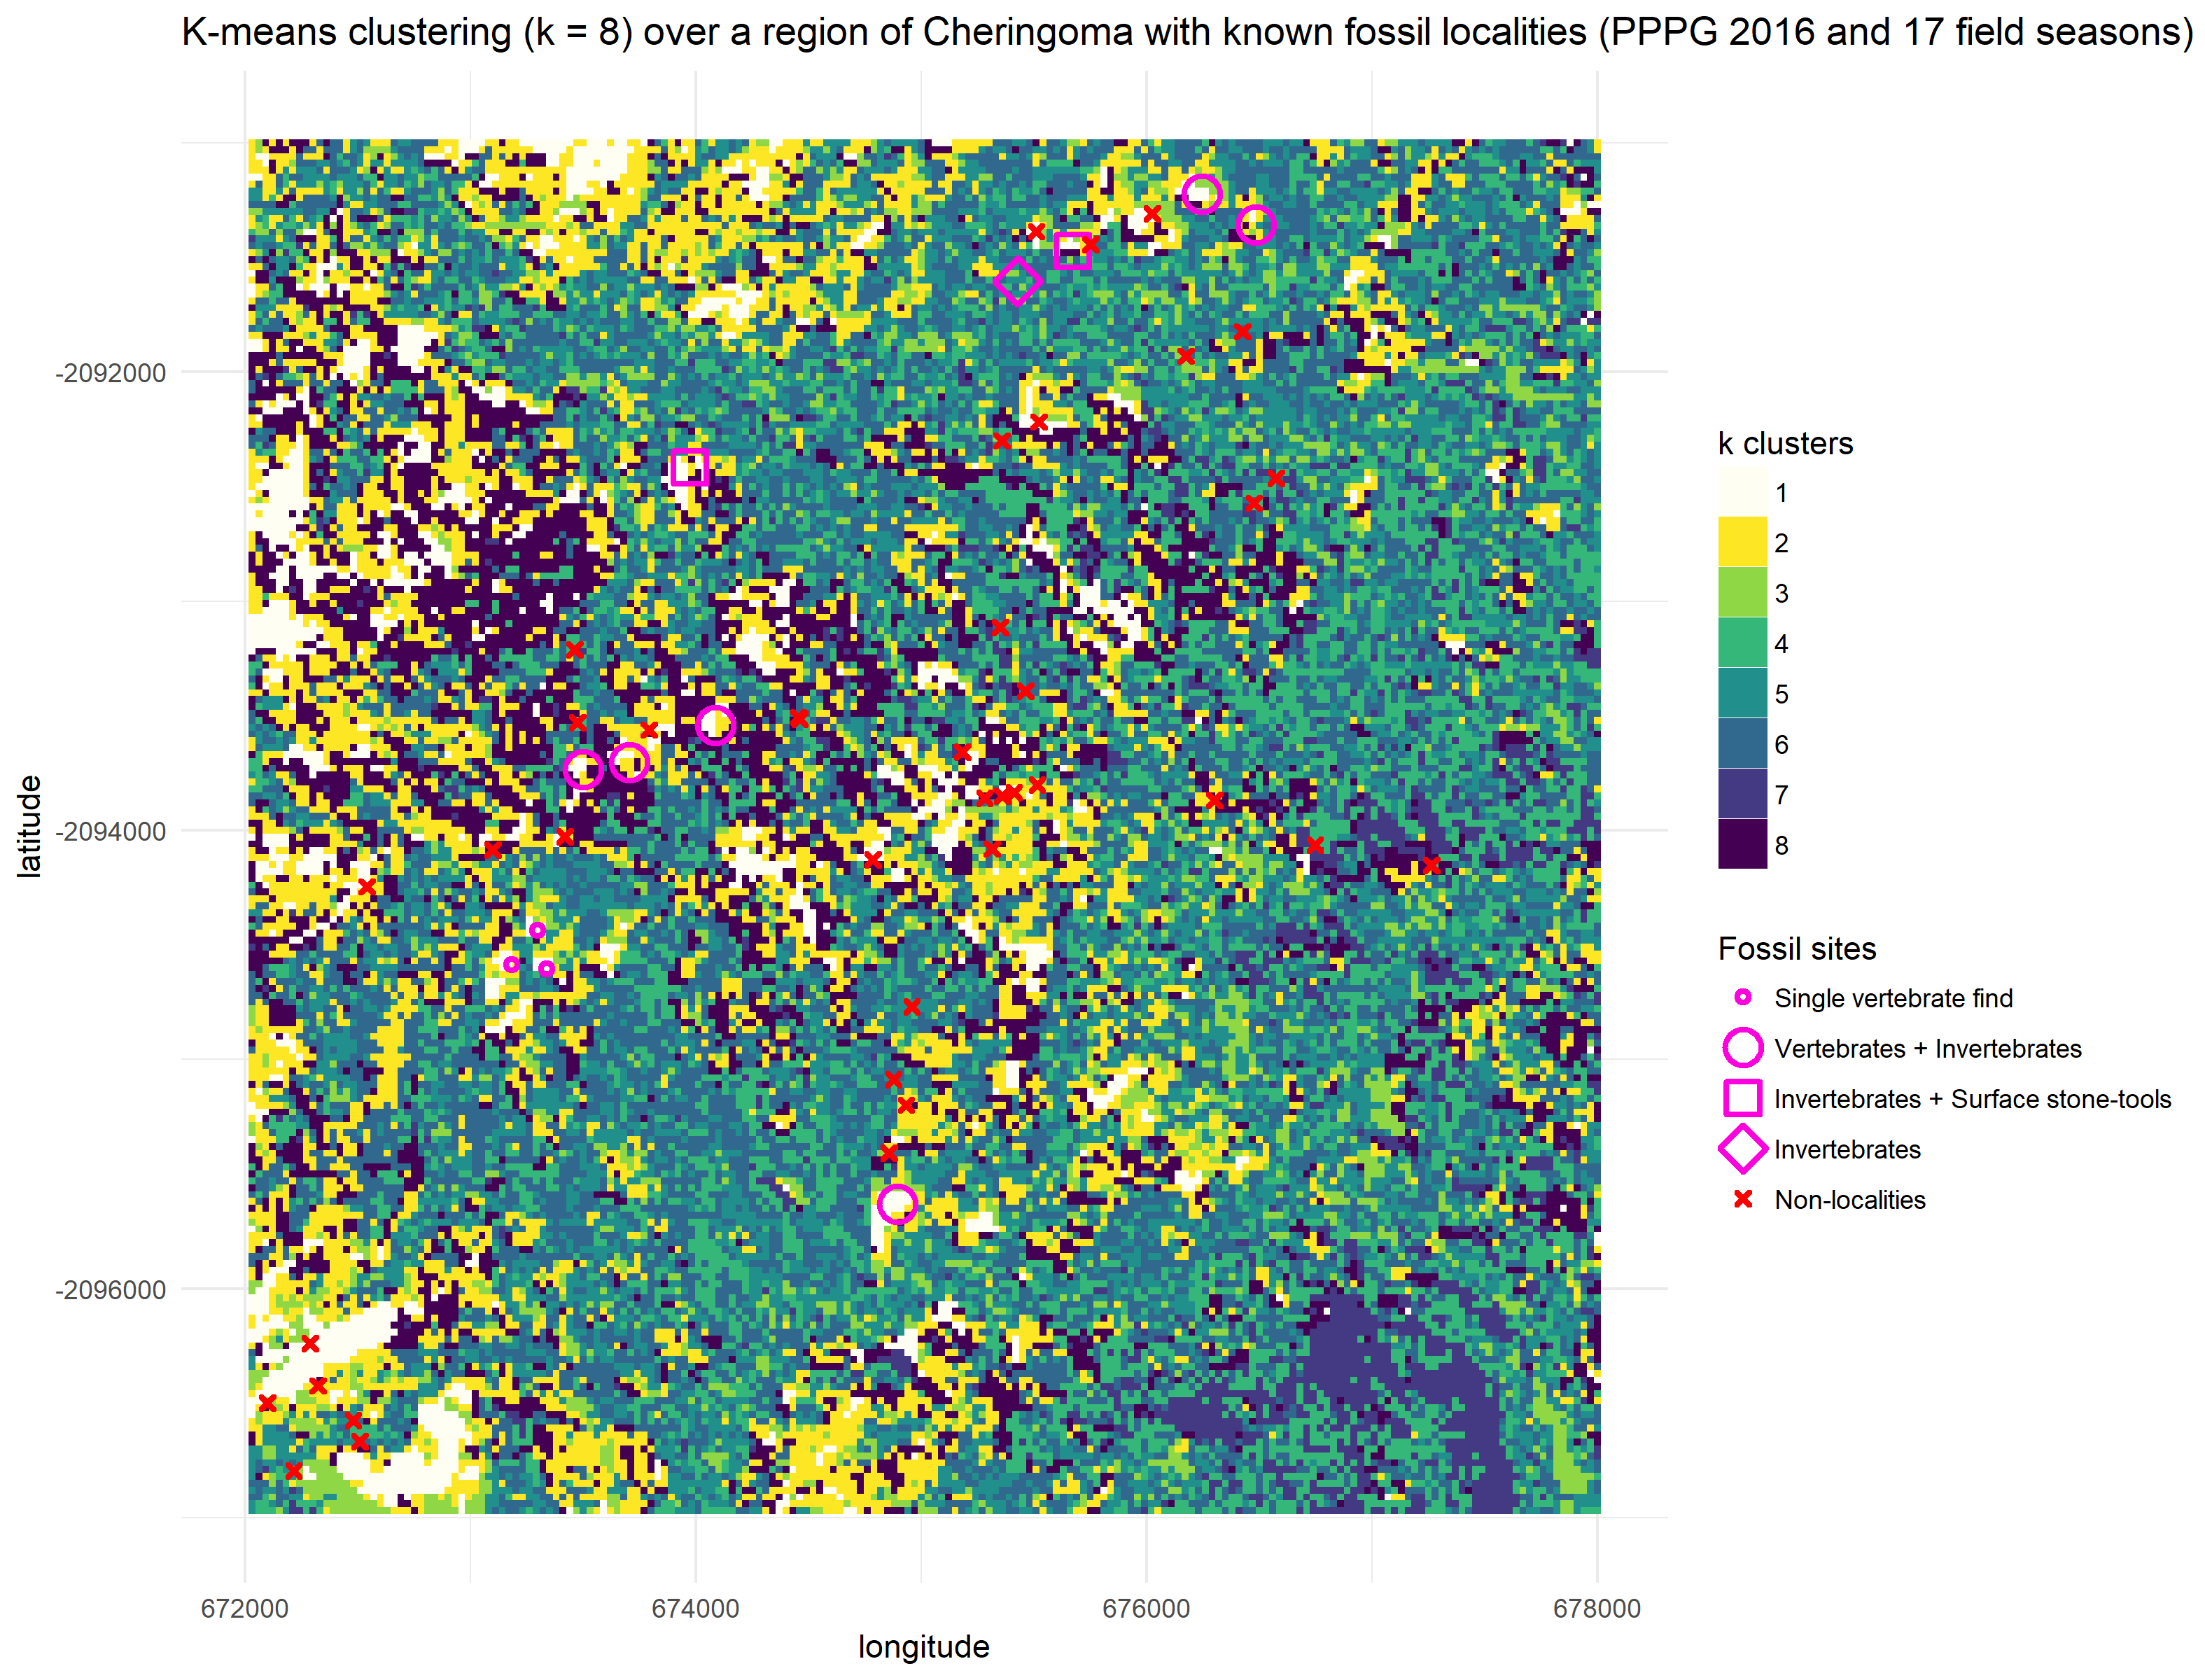 K-means clustering (k = 8) over a region of Cheringoma with known fossil localities (PPPG 2016 and 17 field seasons)
-2092000
-2094000
-2096000
latitude
672000
674000
676000
678000
longitude
k clusters
1
2
3
4
5
6
7
8
Fossil sites
Single vertebrate find
Vertebrates + Invertebrates
Invertebrates + Surface stone-tools
Invertebrates
Non-localities